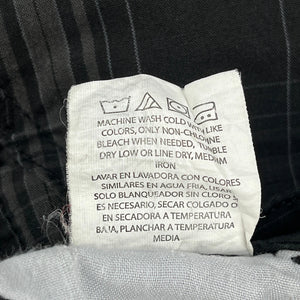 MACHINE WASH COLD WITH LIKE
COLORS, ONLY NON-CHLORINE
BLEACH WHEN NEEDED, TUMBLE
DRY LOW OR LINE DRY, MEDIUM
IRON
LAVAR EN LAVADORA CON COLORES
SIMILARES EN AGUA FRIA, USAR
SOLO BLANQUEADOR SIN CLORO SI
ES NECESARIO, SECAR COLGADO O
EN SECADORA A TEMPERATURA
BAJA, PLANCHAR A TEMPERATURA
MEDIA